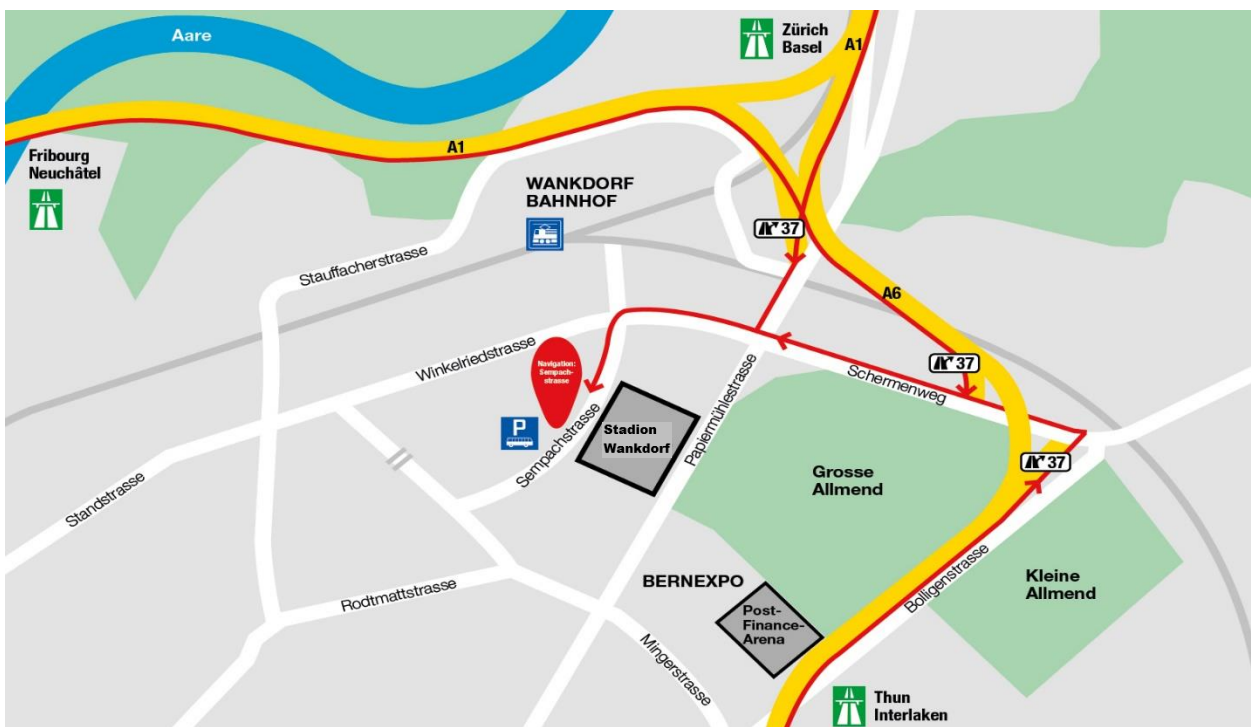 Aare
Zürich
Basel
A1
Fribourg
Neuchâtel
A1
WANKDORF
BAHNHOF
37
Stauffacherstrasse
A6
Winkelriedstrasse
Navigation:
Sempach-
strasse
37
Schermenweg
P
Sempachstrasse
Stadion
Wankdorf
Papiermühlestrasse
37
Grosse
Allmend
Standstrasse
BERNEXPO
Kleine
Allmend
Rodtmattstrasse
Bolligenstrasse
Post-
Finance-
Arena
Mingerstrasse
Thun
Interlaken